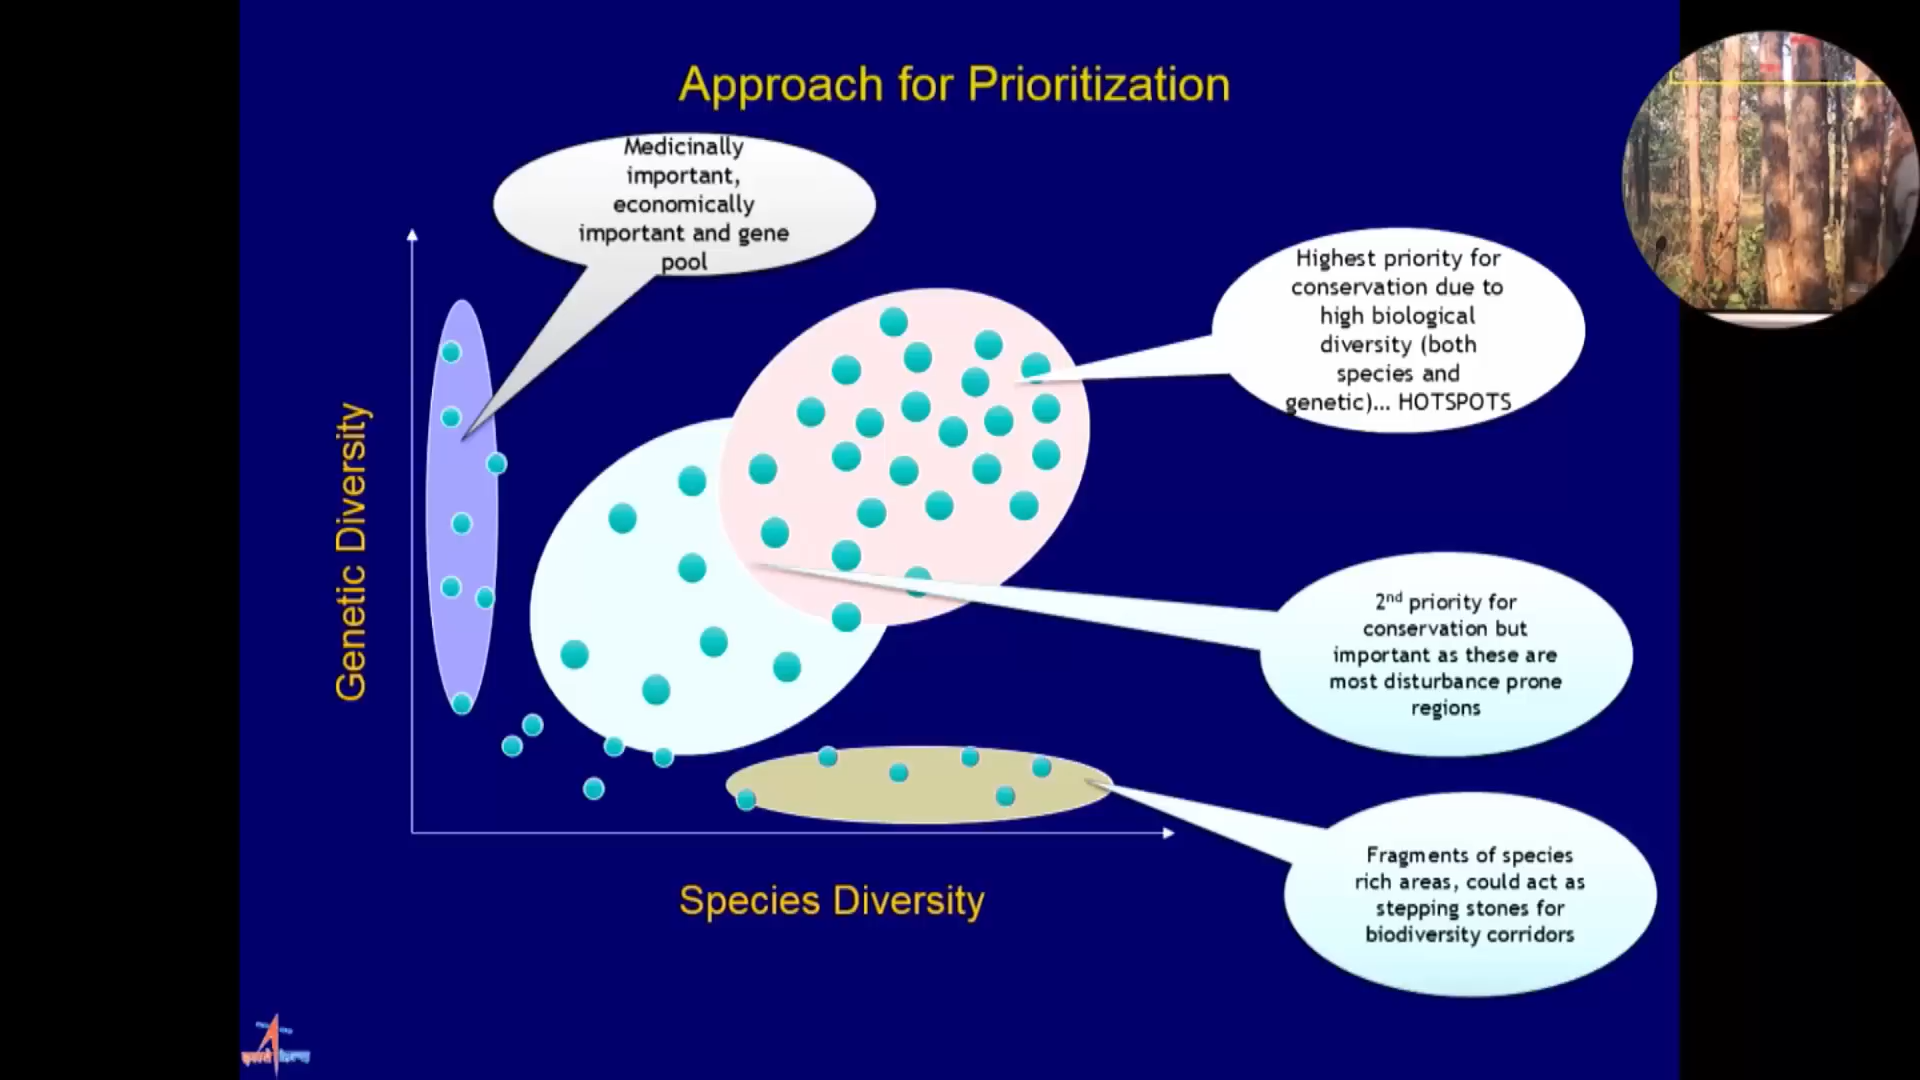 Approach for Prioritization
Medicinally
important,
economically
important and gene
pool
Highest priority for
conservation due to
high biological
diversity (both
species and
genetic)... HOTSPOTS
Genetic Diversity
2nd priority for
conservation but
important as these are
most disturbance prone
regions
Fragments of species
rich areas, could act as
stepping stones for
biodiversity corridors
Species Diversity